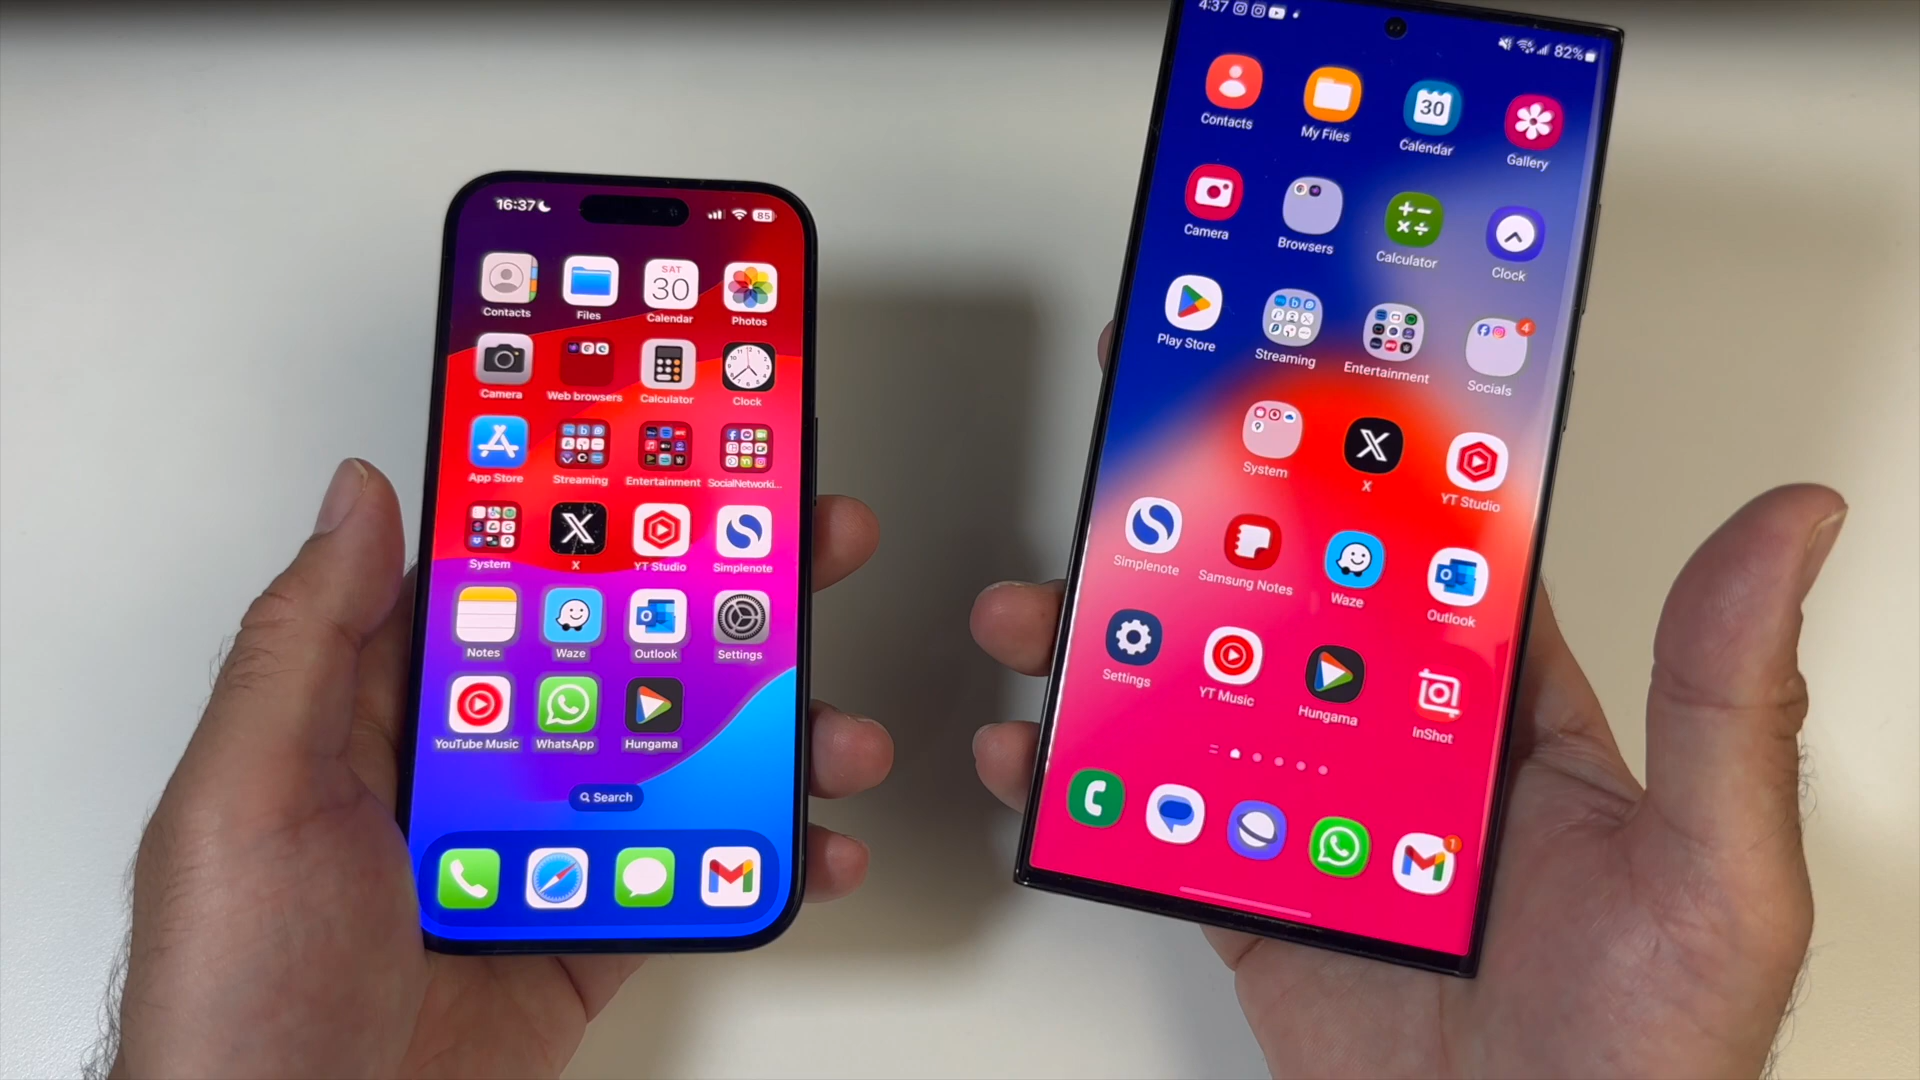 16:37
85
SAT
30
Contacts
Files
Calendar
Photos
Camera
Web browsers
Calculator
Clock
App Store
Streaming
Entertainment
SocialNetworki...
System
X
YT Studio
Simplenote
Notes
Waze
Outlook
Settings
YouTube Music
WhatsApp
Hungama
Search
4:37
82%
30
Contacts
My Files
Calendar
Gallery
Camera
Browsers
Calculator
Clock
4
Play Store
Streaming
Entertainment
Socials
System
X
YT Studio
Simplenote
Samsung Notes
Waze
Outlook
Settings
YT Music
Hungama
InShot
1